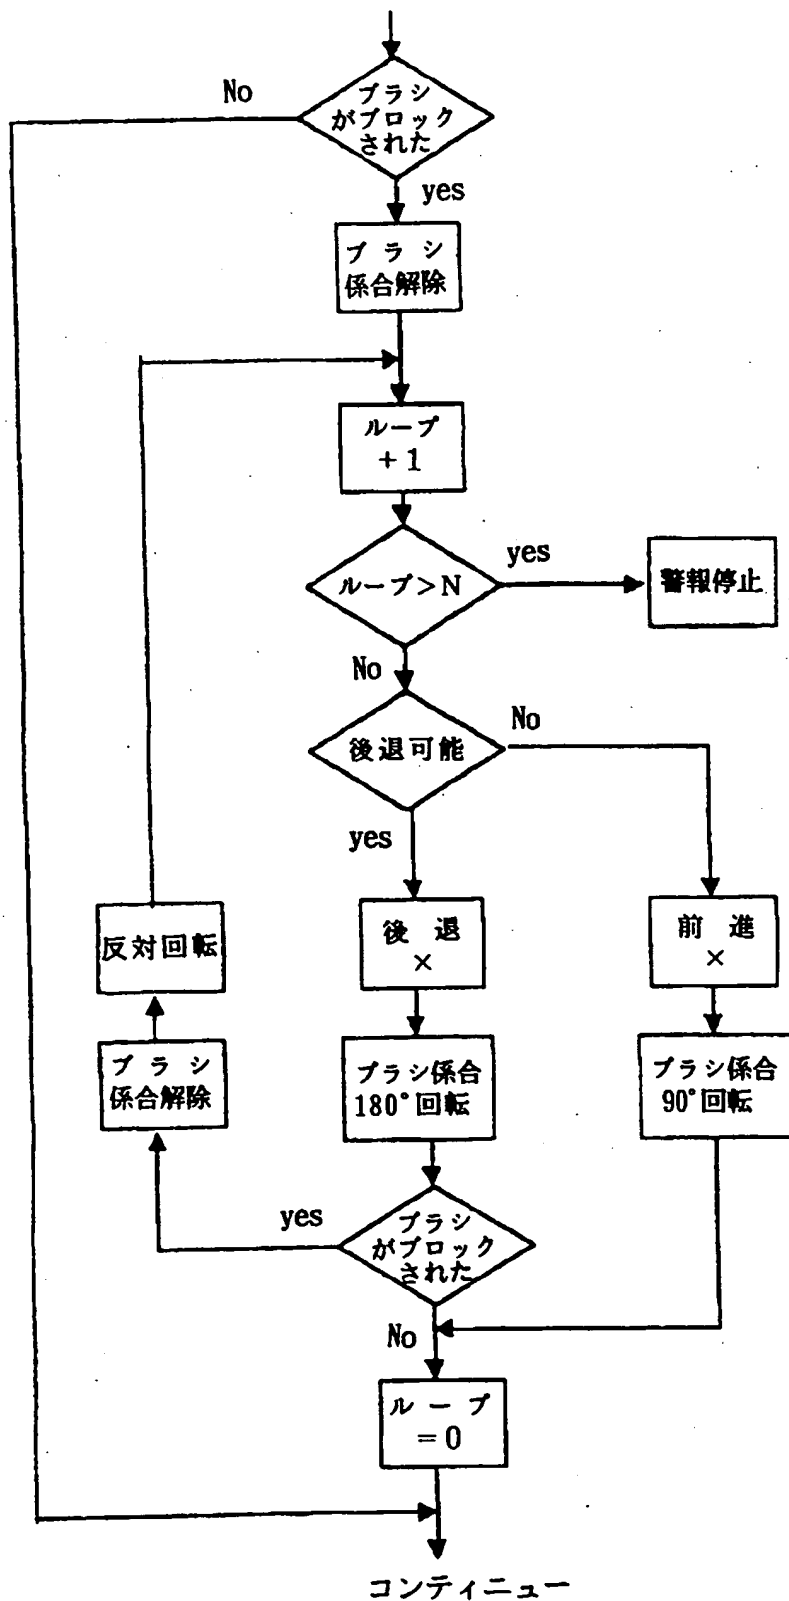 No
ブラシ
がブロック
された
yes
ブラシ
係合解除
ループ
+1
ループ>N
yes
警報停止
No
後退可能
No
yes
反対回転
後退
×
前進
×
ブラシ
係合解除
ブラシ係合
180°回転
ブラシ係合
90°回転
yes
ブラシ
がブロック
された
No
ループ
=0
コンティニュー